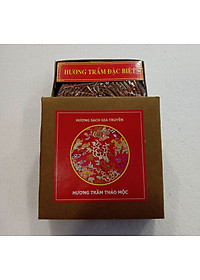 HƯƠNG TRẦM ĐẶC BIỆT
HƯƠNG SẠCH GIA TRUYỀN
HƯƠNG TRẦM THẢO MỘC